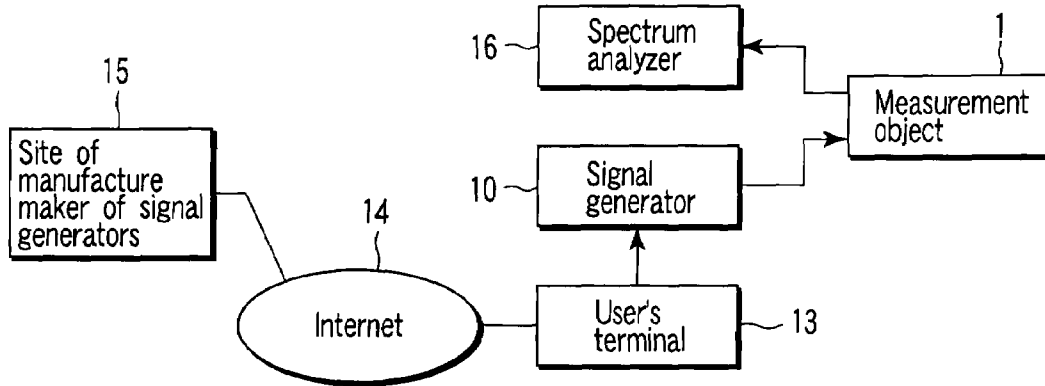 15
Site of
manufacture
maker of signal
generators
14
Internet
16
Spectrum
analyzer
10
Signal
generator
User's
terminal
13
1
Measurement
object